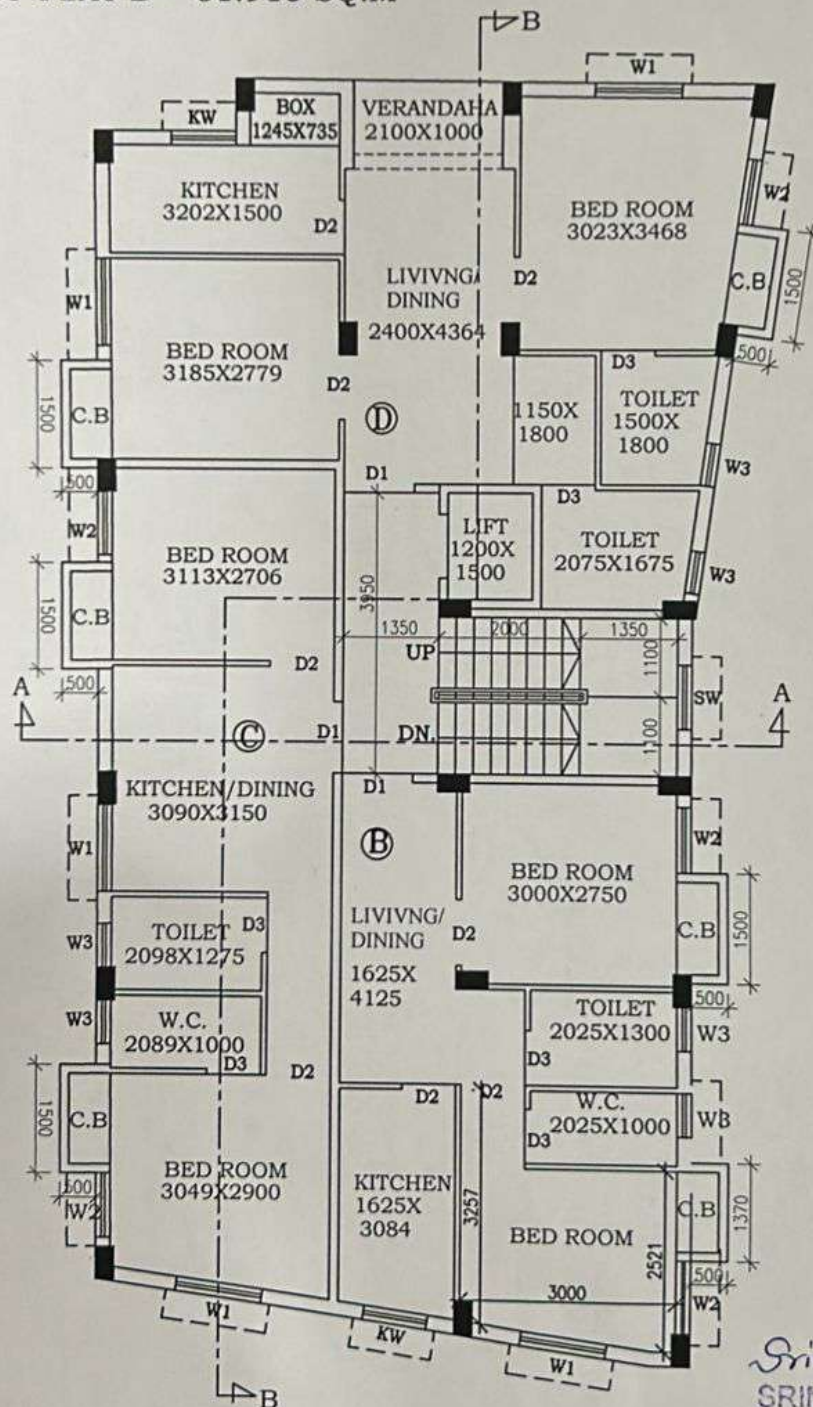 B
W1
KW
BOX
1245X735
VERANDAHA
2100X1000
KITCHEN
3202X1500
D2
BED ROOM
3023X3468
W2
C.B.
1500
500
W1
LIVIVNG/
DINING
2400X4364
D2
BED ROOM
3185X2779
D2
1500
C.B
500
D
D1
1150X
1800
D3
TOILET
1500X
1800
W3
W2
LIFT
1200X
1500
D3
TOILET
2075X1675
W3
BED ROOM
3113X2706
3950
1500
C.B
500
1350
2000
1350
UP
1100
D2
A
C
D1
DN.
SW
A
1100
D1
KITCHEN/DINING
3090X3150
W1
B
W2
BED ROOM
3000X2750
LIVIVNG/
DINING
1625X
4125
D2
C.B
1500
500
W3
TOILET
2098X1275
D3
W3
W.C.
2089X1000
D3
D2
TOILET
2025X1300
D3
W3
D2
D2
W.C.
2025X1000
D3
W3
1500
C.B
500
W2
BED ROOM
3049X2900
KITCHEN
1625X
3084
3257
BED ROOM
2521
3000
C.B
1370
500
W2
W1
KW
W1
B
SRIN